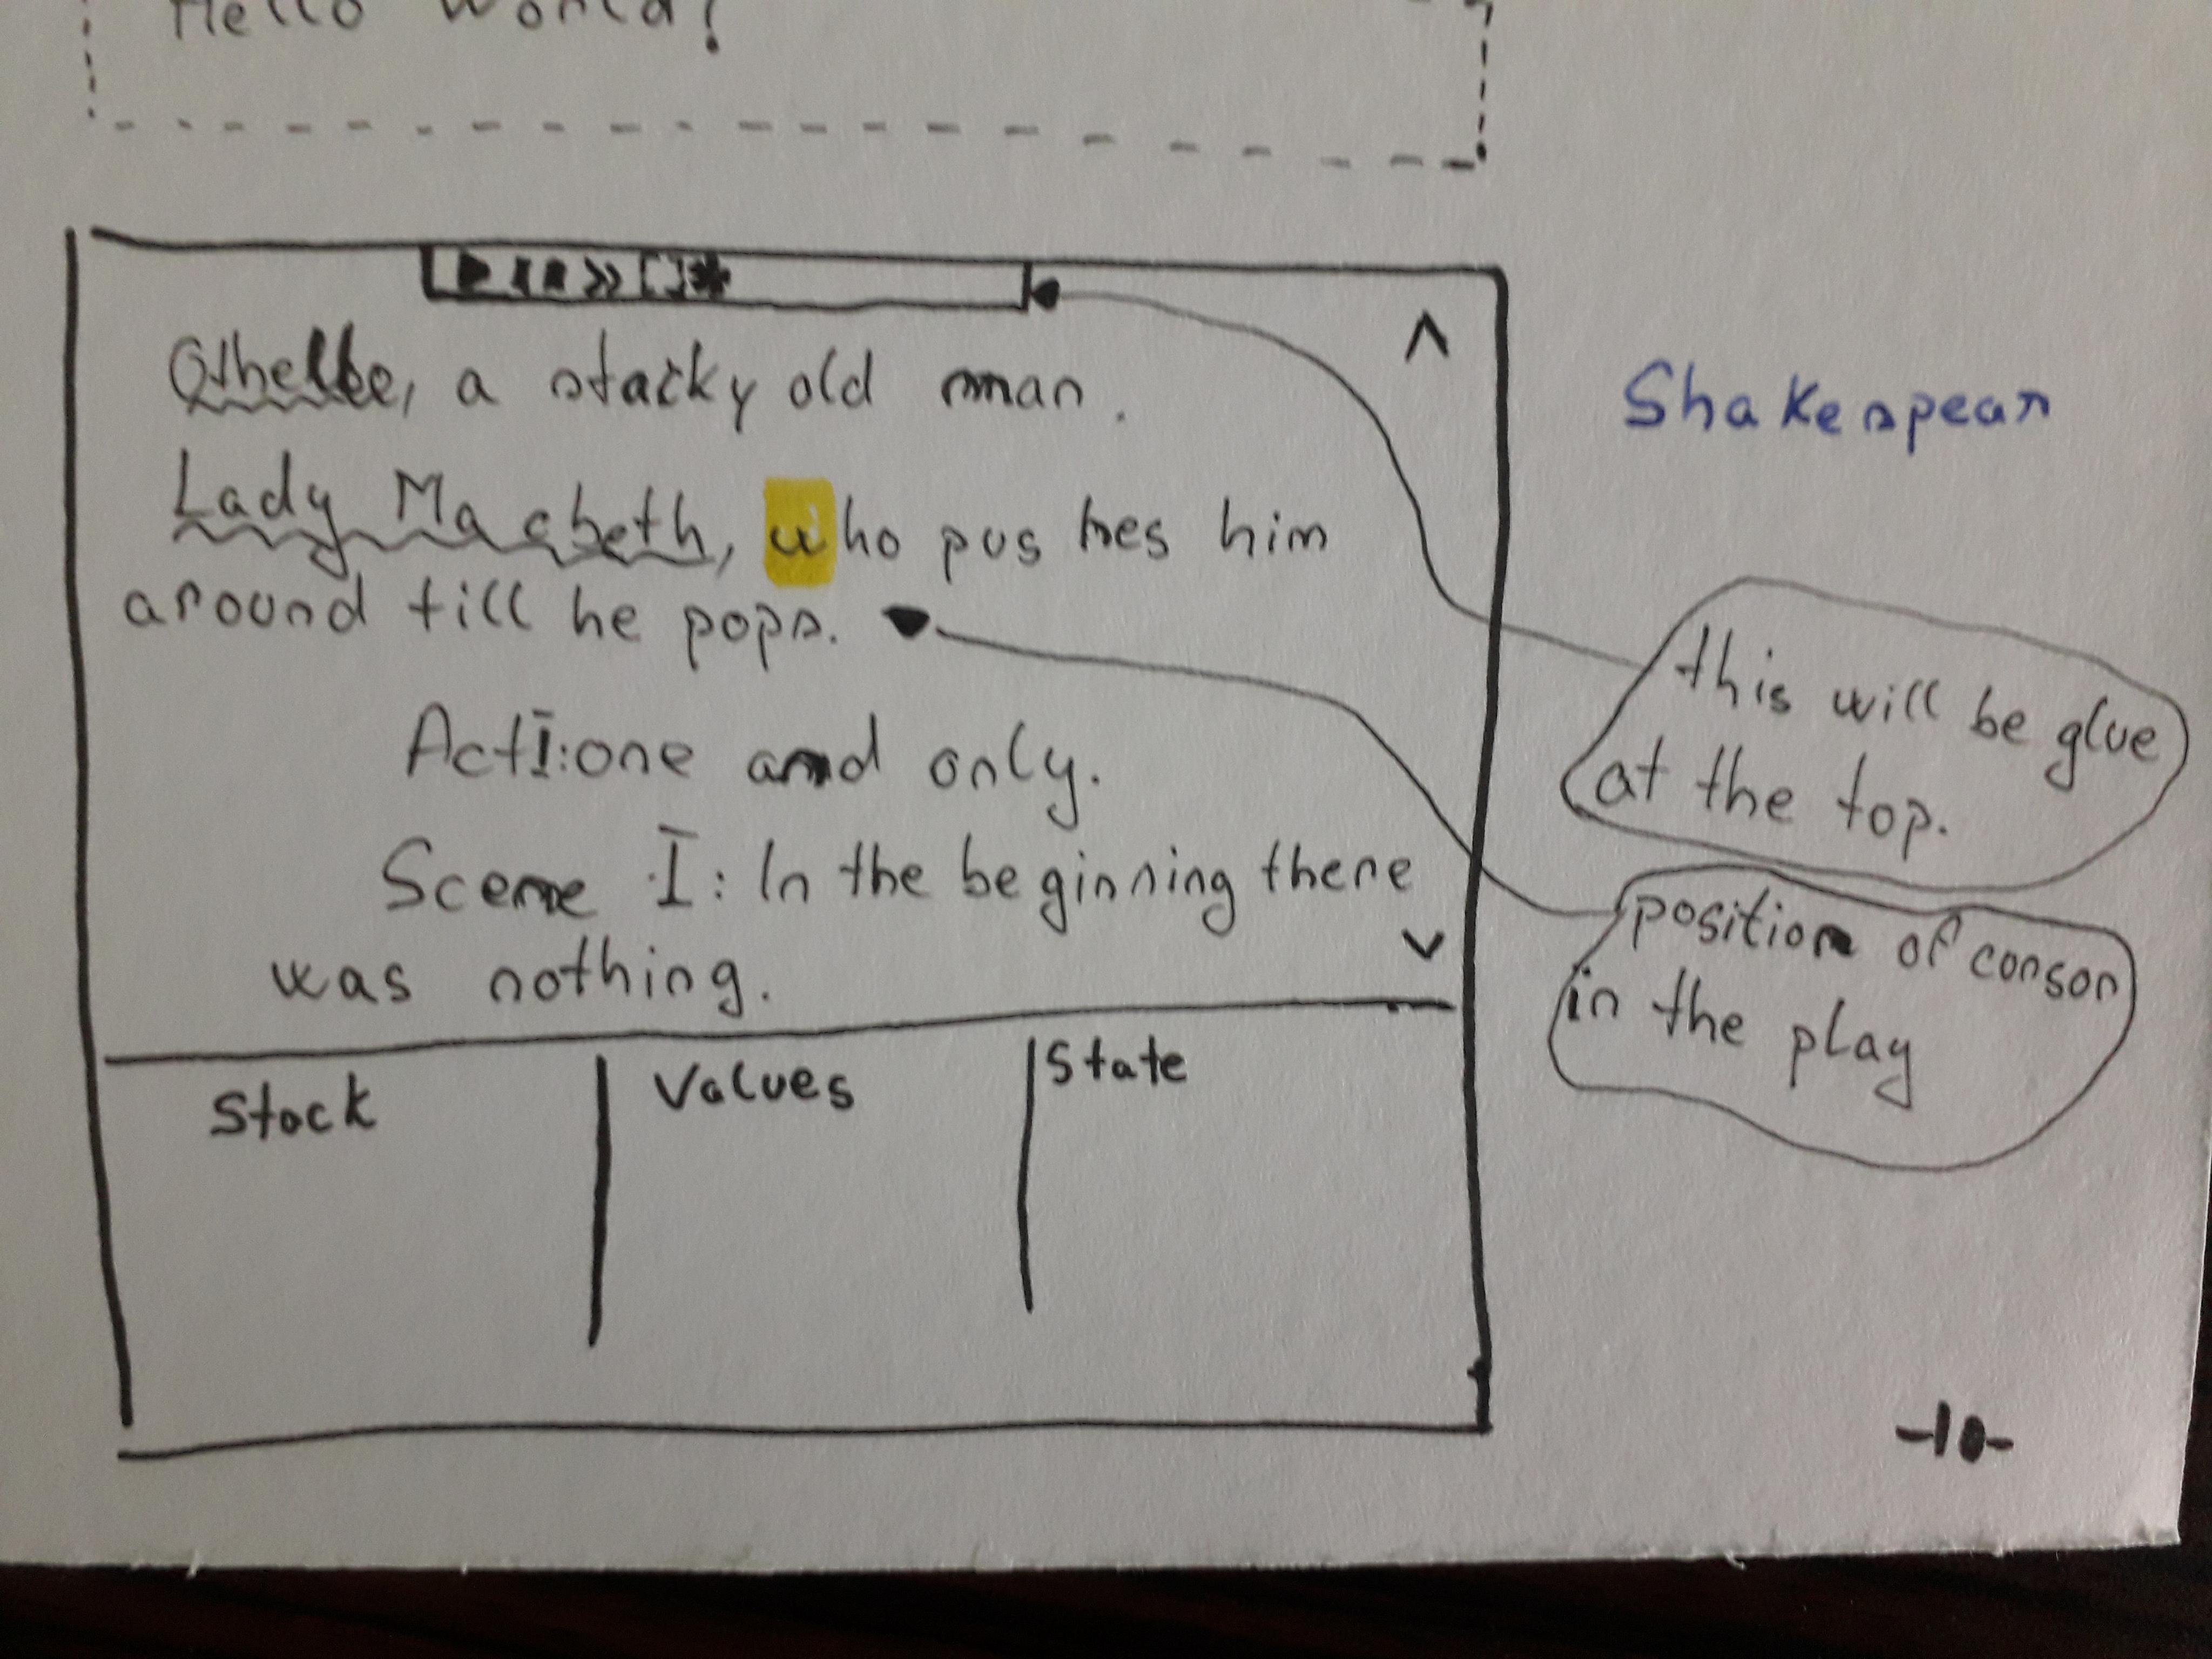 Hello World!
Othello, a stacky old man.
Lady Macbeth, who pushes him
around till he pops.
Act I: one and only.
Scene I: In the beginning there
was nothing.
Stack
Values
State
Shakespear
this will be glue
at the top.
position of conson
in the play
-10-